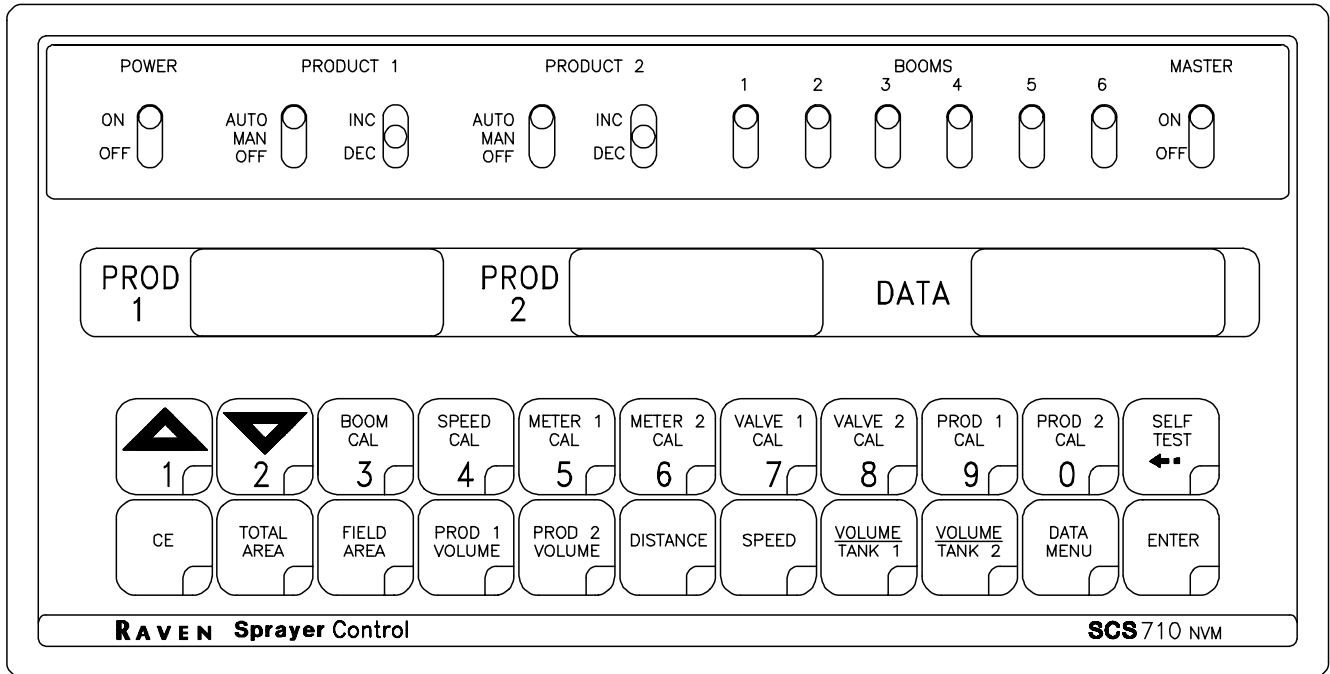 POWER PRODUCT 1 PRODUCT 2 BOOMS MASTER
1 2 3 4 5 6
ON AUTO INC AUTO INC ON
MAN MAN
OFF OFF DEC OFF DEC OFF
PROD PROD DATA
1 2
BOOM SPEED METER 1 METER 2 VALVE 1 VALVE 2 PROD 1 PROD 2 SELF
CAL CAL CAL CAL CAL CAL CAL CAL TEST
1 2 3 4 5 6 7 8 9 0
CE TOTAL FIELD PROD 1 PROD 2 DISTANCE SPEED VOLUME VOLUME DATA ENTER
AREA AREA VOLUME VOLUME TANK 1 TANK 2 MENU
RAVEN Sprayer Control SCS 710 NVM